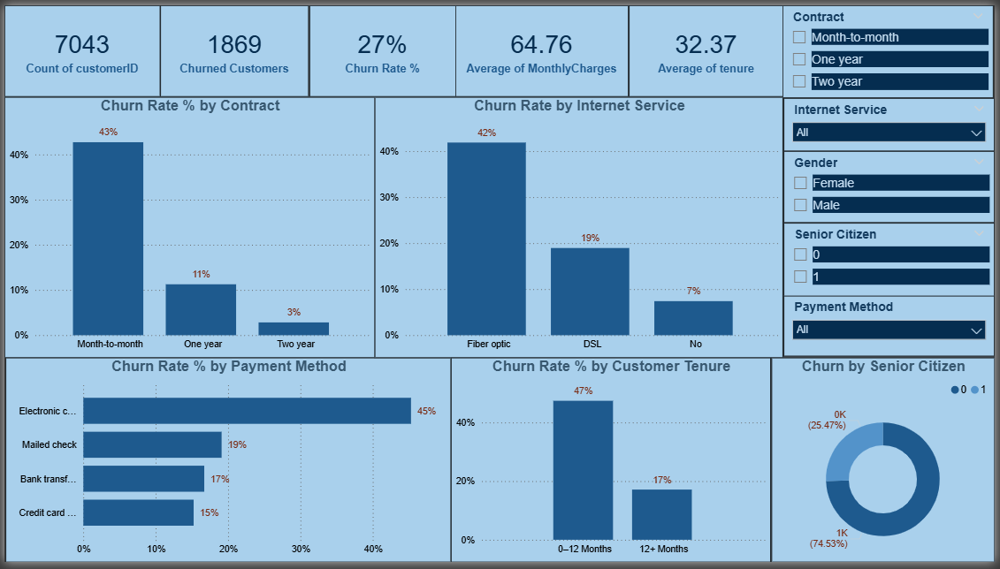 7043
Count of customerID
1869
Churned Customers
27%
Churn Rate %
64.76
Average of MonthlyCharges
32.37
Average of tenure
Contract
Month-to-month
One year
Two year
Internet Service
All
Gender
Female
Male
Senior Citizen
0
1
Payment Method
All
Churn Rate % by Contract
40%
30%
20%
10%
0%
43%
11%
3%
Month-to-month
One year
Two year
Churn Rate by Internet Service
40%
30%
20%
10%
0%
42%
19%
7%
Fiber optic
DSL
No
Churn Rate % by Payment Method
Electronic c... 45%
Mailed check 19%
Bank transf... 17%
Credit card ... 15%
0% 10% 20% 30% 40%
Churn Rate % by Customer Tenure
40%
20%
0%
47%
17%
0–12 Months
12+ Months
Churn by Senior Citizen
0 1
0K
(25.47%)
1K
(74.53%)